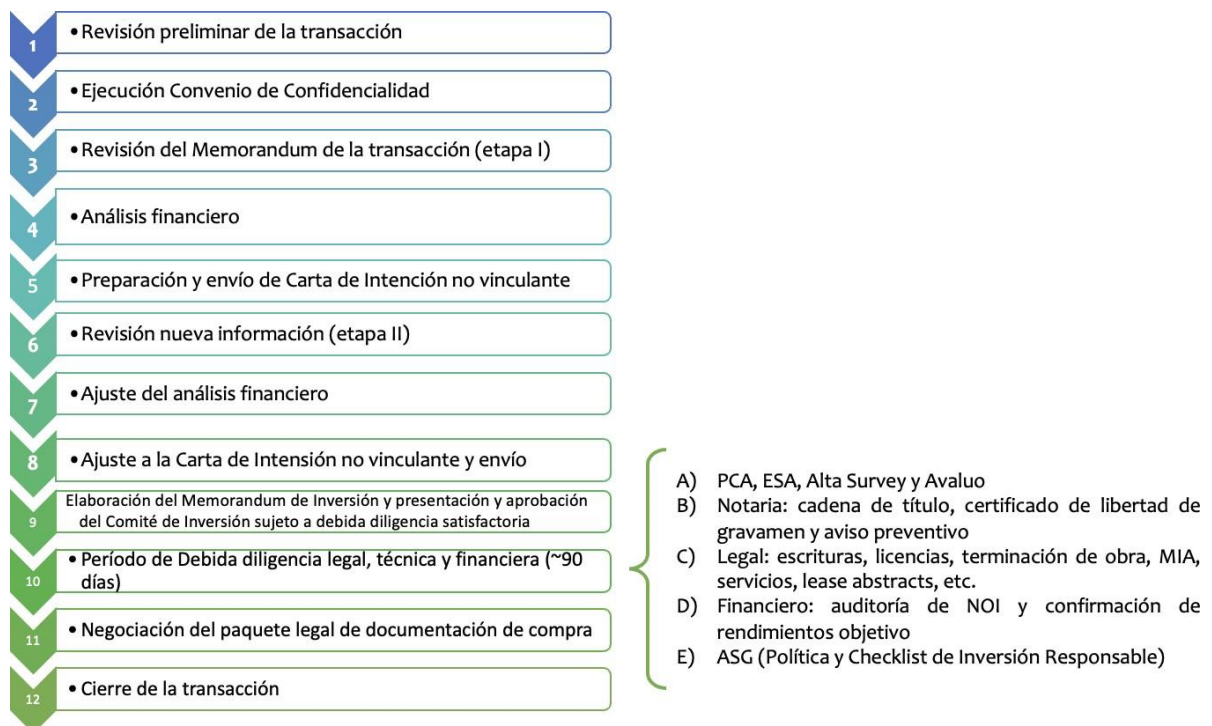 1
• Revisión preliminar de la transacción
2
• Ejecución Convenio de Confidencialidad
3
• Revisión del Memorandum de la transacción (etapa I)
4
• Análisis financiero
5
• Preparación y envío de Carta de Intención no vinculante
6
• Revisión nueva información (etapa II)
7
• Ajuste del análisis financiero
8
• Ajuste a la Carta de Intensión no vinculante y envío
9
Elaboración del Memorandum de Inversión y presentación y aprobación
del Comité de Inversión sujeto a debida diligencia satisfactoria
10
• Período de Debida diligencia legal, técnica y financiera (~90
días)
11
• Negociación del paquete legal de documentación de compra
12
• Cierre de la transacción
A) PCA, ESA, Alta Survey y Avaluo
B) Notaria: cadena de título, certificado de libertad de
gravamen y aviso preventivo
C) Legal: escrituras, licencias, terminación de obra, MIA,
servicios, lease abstracts, etc.
D) Financiero: auditoría de NOI y confirmación de
rendimientos objetivo
E) ASG (Política y Checklist de Inversión Responsable)